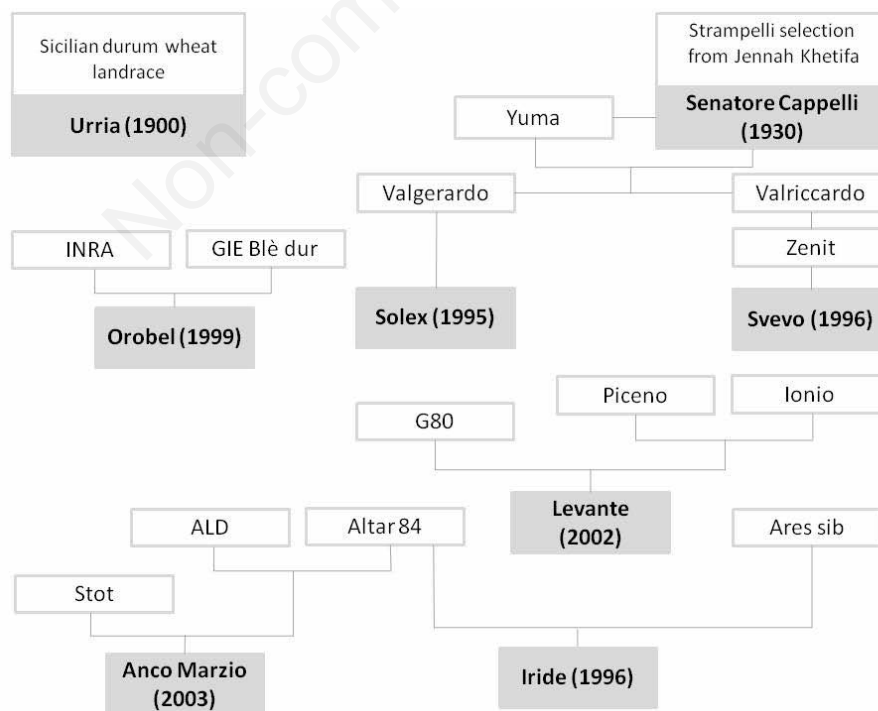 Sicilian durum wheat
landrace
Urria (1900)
Strampelli selection
from Jennah Khetifa
Senatore Cappelli
(1930)
Yuma
Valgerardo
Valriccardo
INRA
GIE Blè dur
Zenit
Orobel (1999)
Solex (1995)
Svevo (1996)
Piceno
Ionio
G80
Levante
(2002)
ALD
Altar 84
Ares sib
Stot
Anco Marzio
(2003)
Iride (1996)
Non-com